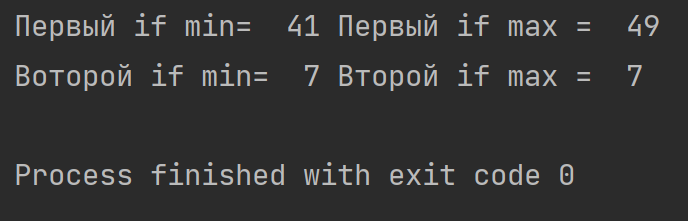 Первый if min=  41 Первый if max =  49
Воторой if min=  7 Второй if max =  7
Process finished with exit code 0